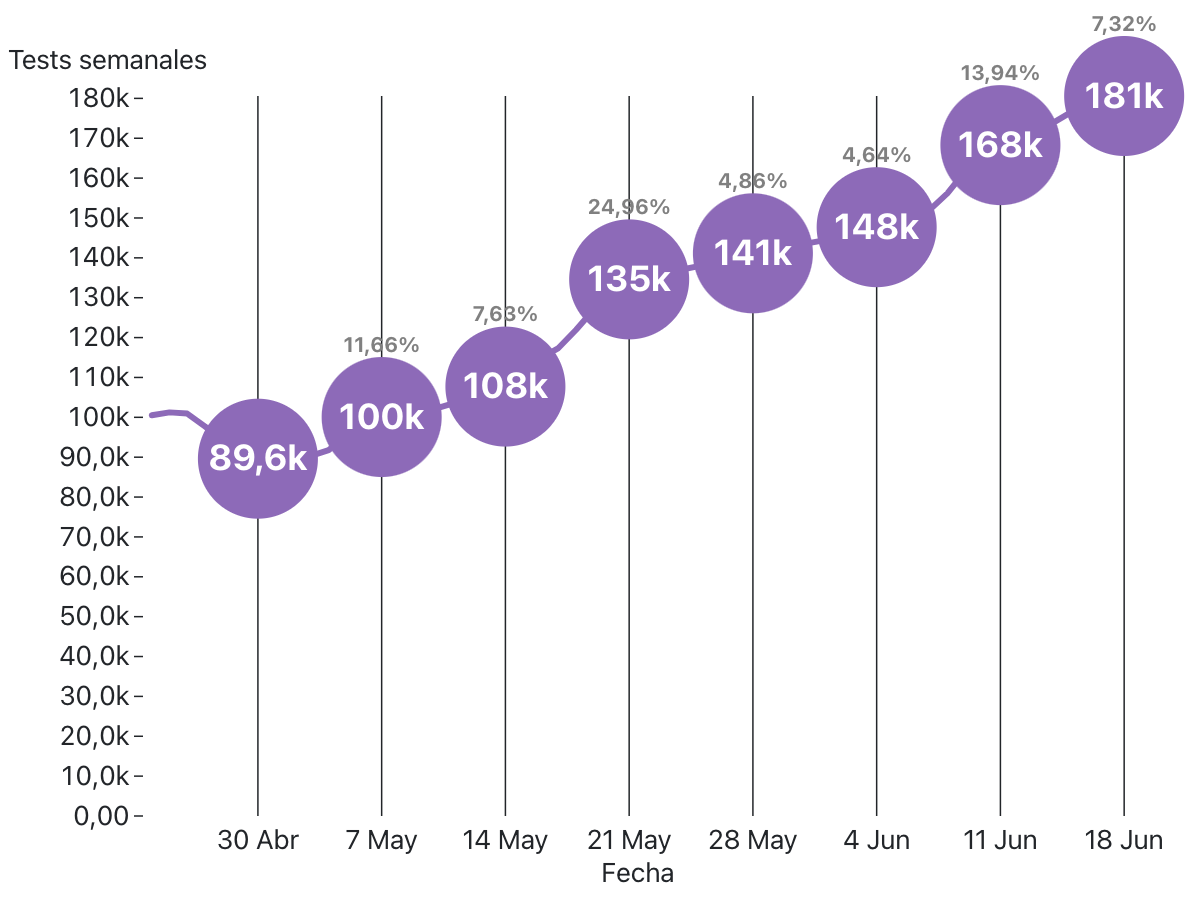 Tests semanales
180k
170k
160k
150k
140k
130k
120k
110k
100k
90,0k
80,0k
70,0k
60,0k
50,0k
40,0k
30,0k
20,0k
10,0k
0,00
89,6k
11,66%
100k
7,63%
108k
24,96%
135k
4,86%
141k
4,64%
148k
13,94%
168k
7,32%
181k
30 Abr 7 May 14 May 21 May 28 May 4 Jun 11 Jun 18 Jun
Fecha